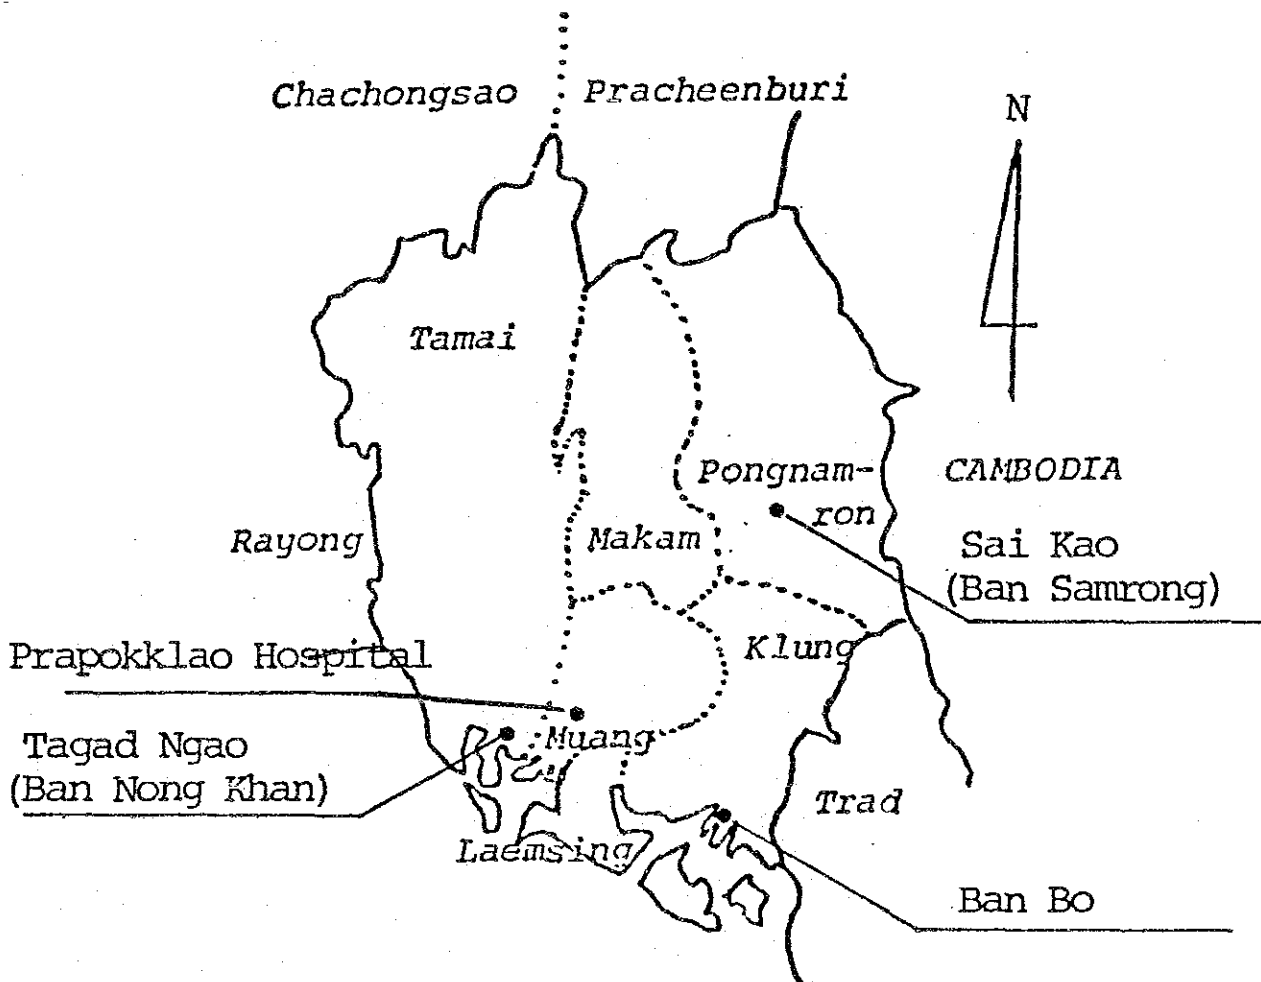 Chachongsao Pracheenburi
N
Tamai
Pongnam-
ron
CAMBODIA
Rayong
Makam
Sai Kao
(Ban Samrong)
Klung
Prapokklao Hospital
Tagad Ngao
(Ban Nong Khan)
Muang
Trad
Laemsing
Ban Bo